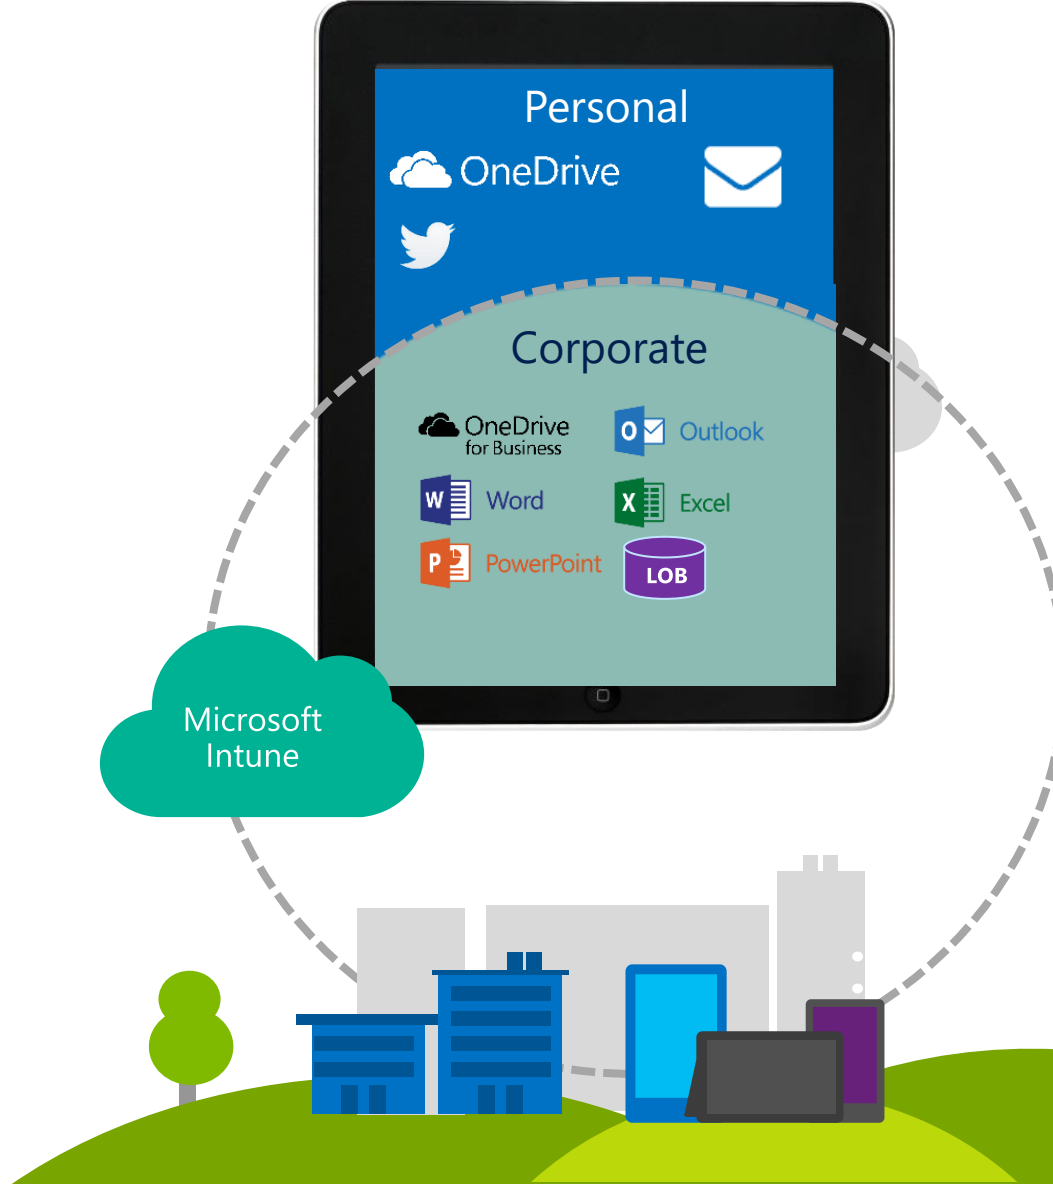 Personal
OneDrive
Corporate
OneDrive
for Business
O
Outlook
W
Word
X
Excel
P
PowerPoint
LOB
Microsoft
Intune